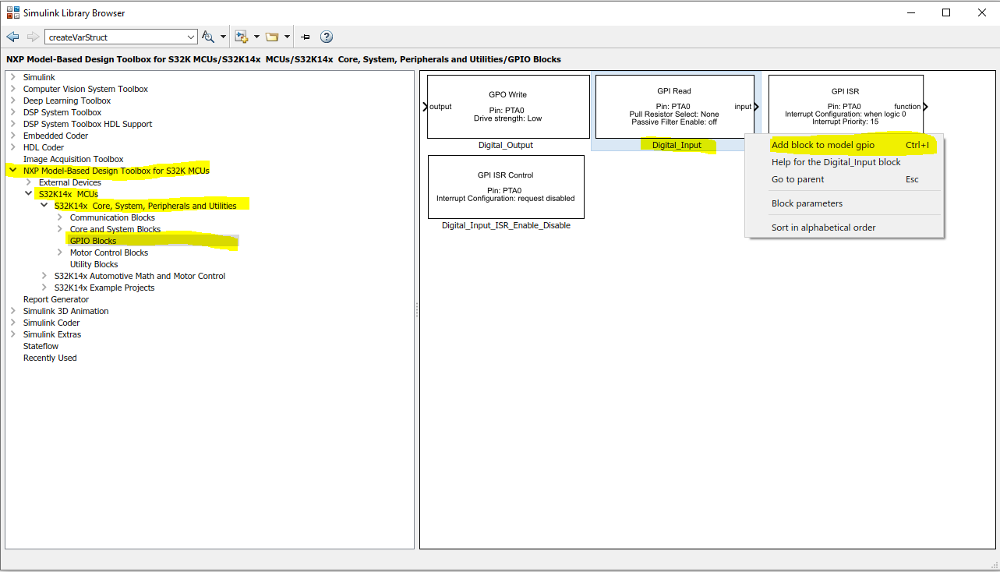 Simulink Library Browser
createVarStruct
NXP Model-Based Design Toolbox for S32K MCUs/S32K14x  MCUs/S32K14x  Core, System, Peripherals and Utilities/GPIO Blocks
Simulink
Computer Vision System Toolbox
Deep Learning Toolbox
DSP System Toolbox
DSP System Toolbox HDL Support
Embedded Coder
HDL Coder
Image Acquisition Toolbox
NXP Model-Based Design Toolbox for S32K MCUs
External Devices
S32K14x  MCUs
S32K14x  Core, System, Peripherals and Utilities
Communication Blocks
Core and System Blocks
GPIO Blocks
Motor Control Blocks
Utility Blocks
S32K14x Automotive Math and Motor Control
S32K14x Example Projects
Report Generator
Simulink 3D Animation
Simulink Coder
Simulink Extras
Stateflow
Recently Used
GPO Write
output
Pin: PTA0
Drive strength: Low
Digital_Output
GPI Read
Pin: PTA0
input
Pull Resistor Select: None
Passive Filter Enable: off
Digital_Input
GPI ISR
Pin: PTA0
function
Interrupt Configuration: when logic 0
Interrupt Priority: 15
GPI ISR Control
Pin: PTA0
Interrupt Configuration: request disabled
Digital_Input_ISR_Enable_Disable
Add block to model gpio Ctrl+I
Help for the Digital_Input block
Go to parent Esc
Block parameters
Sort in alphabetical order